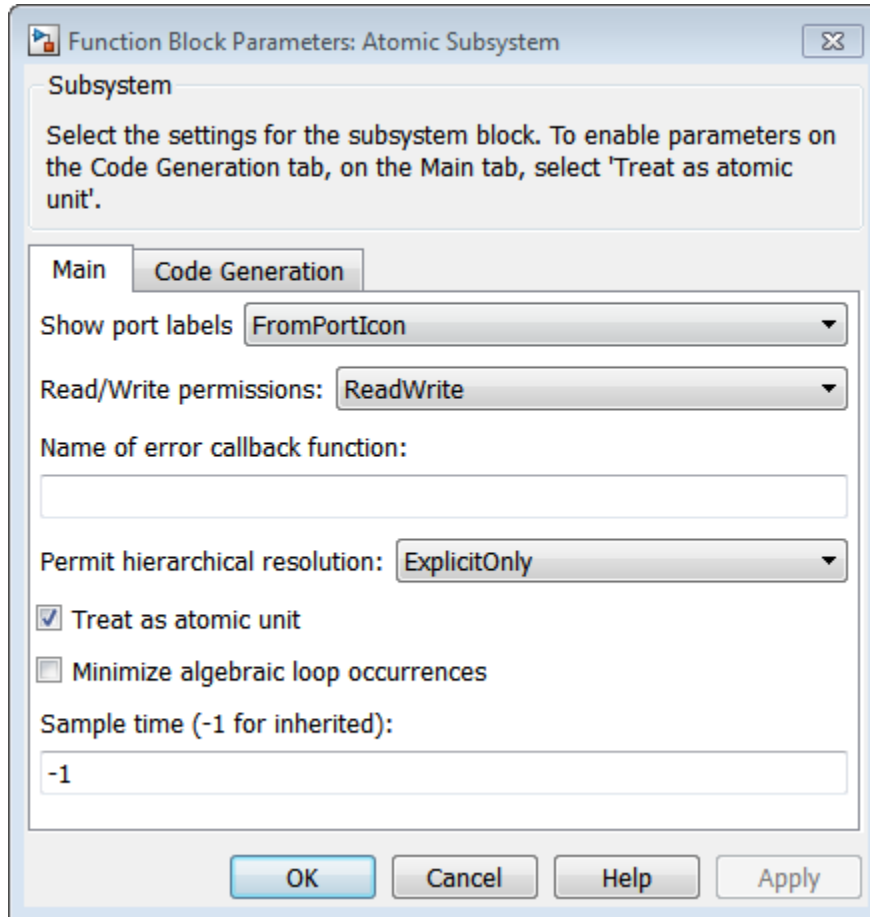 Function Block Parameters: Atomic Subsystem
Subsystem
Select the settings for the subsystem block. To enable parameters on
the Code Generation tab, on the Main tab, select 'Treat as atomic
unit'.
Main Code Generation
Show port labels FromPortIcon
Read/Write permissions: ReadWrite
Name of error callback function:
Permit hierarchical resolution: ExplicitOnly
Treat as atomic unit
Minimize algebraic loop occurrences
Sample time (-1 for inherited):
-1
OK Cancel Help Apply